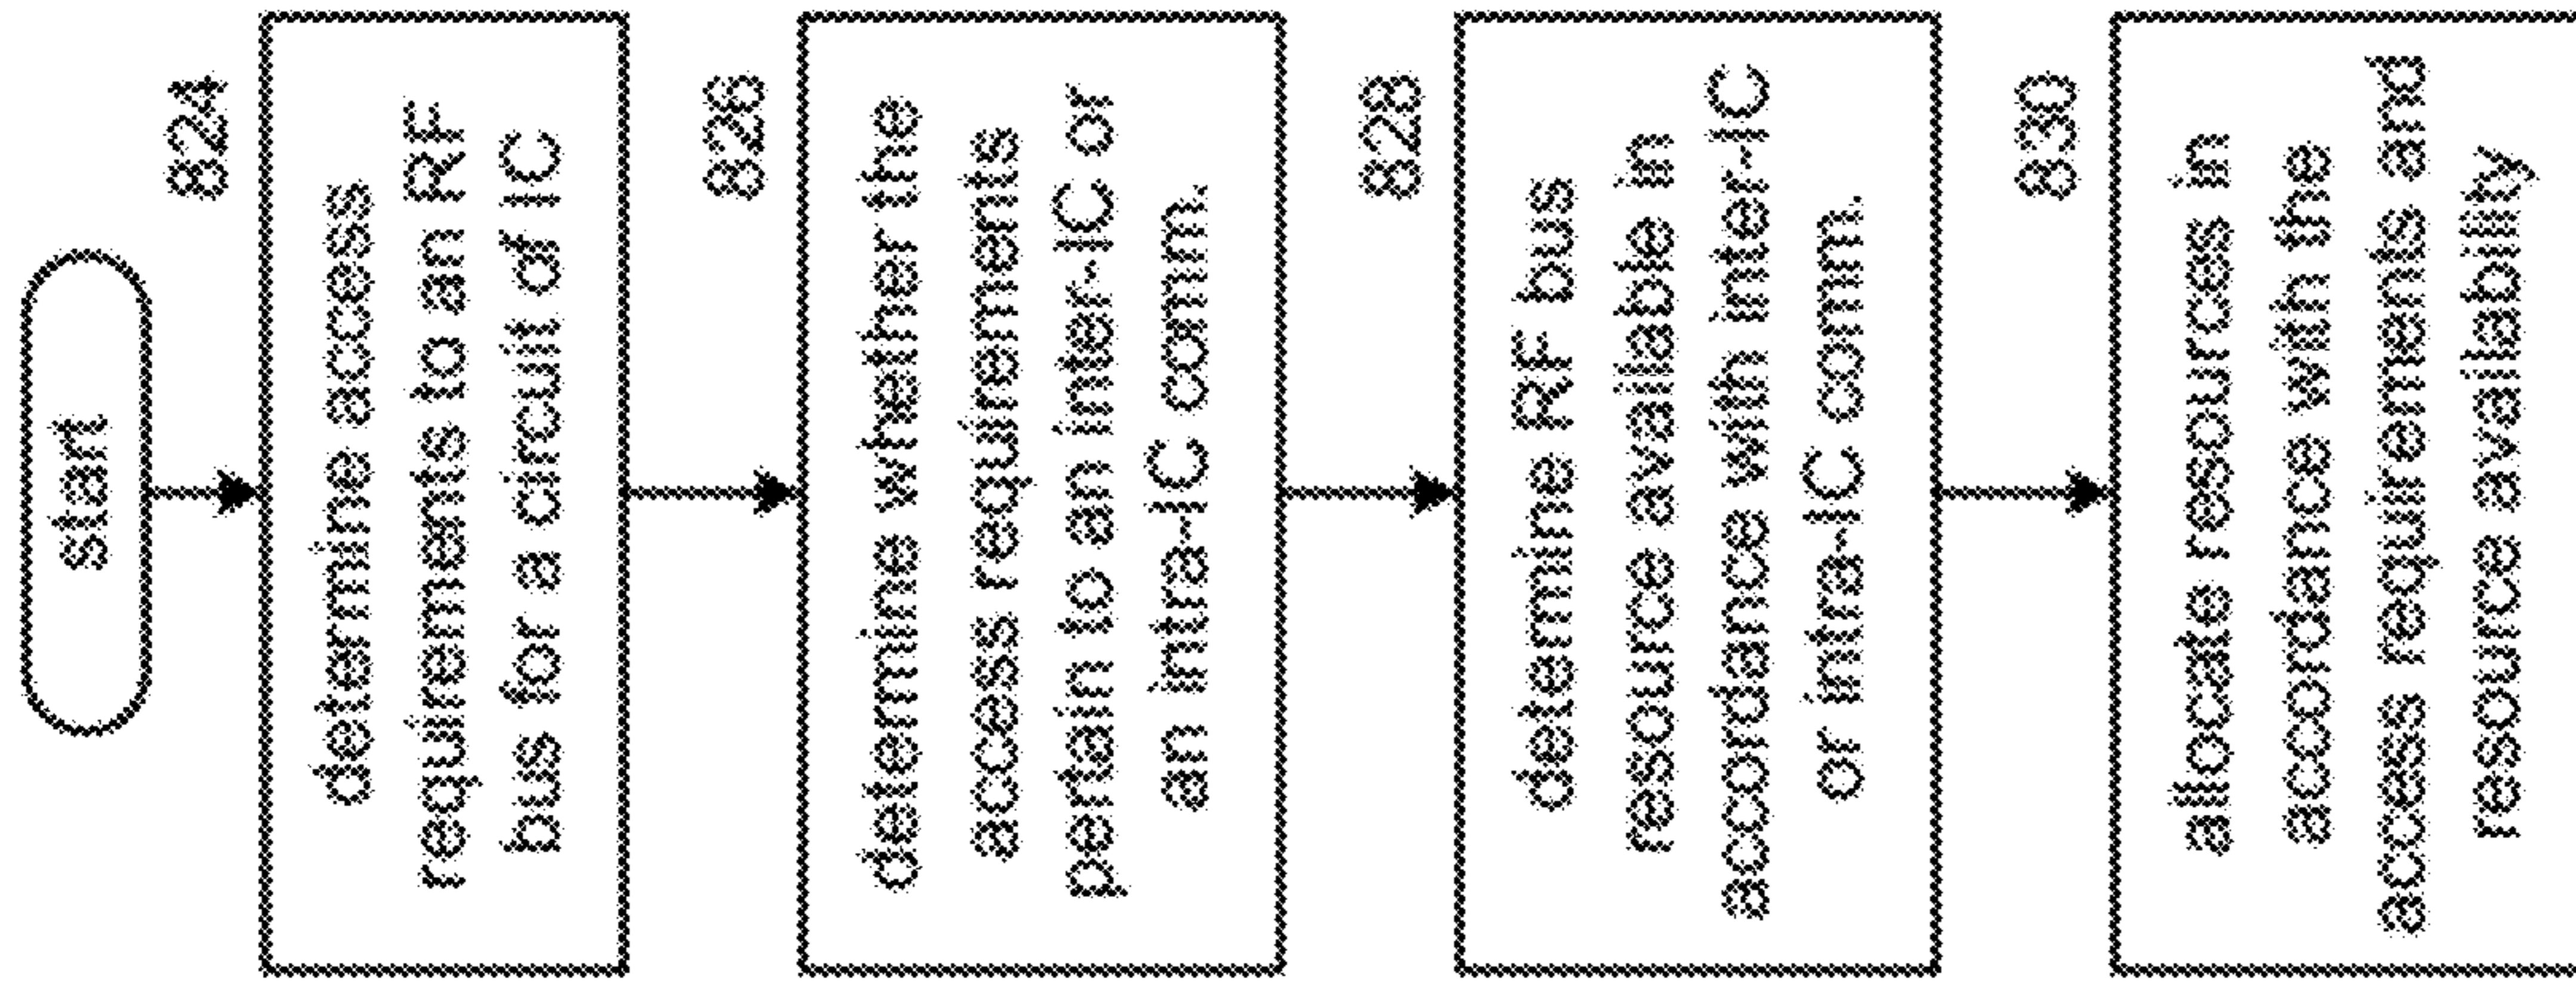 start
824
determine access
requirements to an RF
bus for a circuit of IC
826
determine whether the
access requirements
pertain to an inter-IC or
an intra-IC comm.
828
determine RF bus
resource available in
accordance with inter-IC
or intra-IC comm.
830
allocate resources in
accordance with the
access requirements and
resource availability